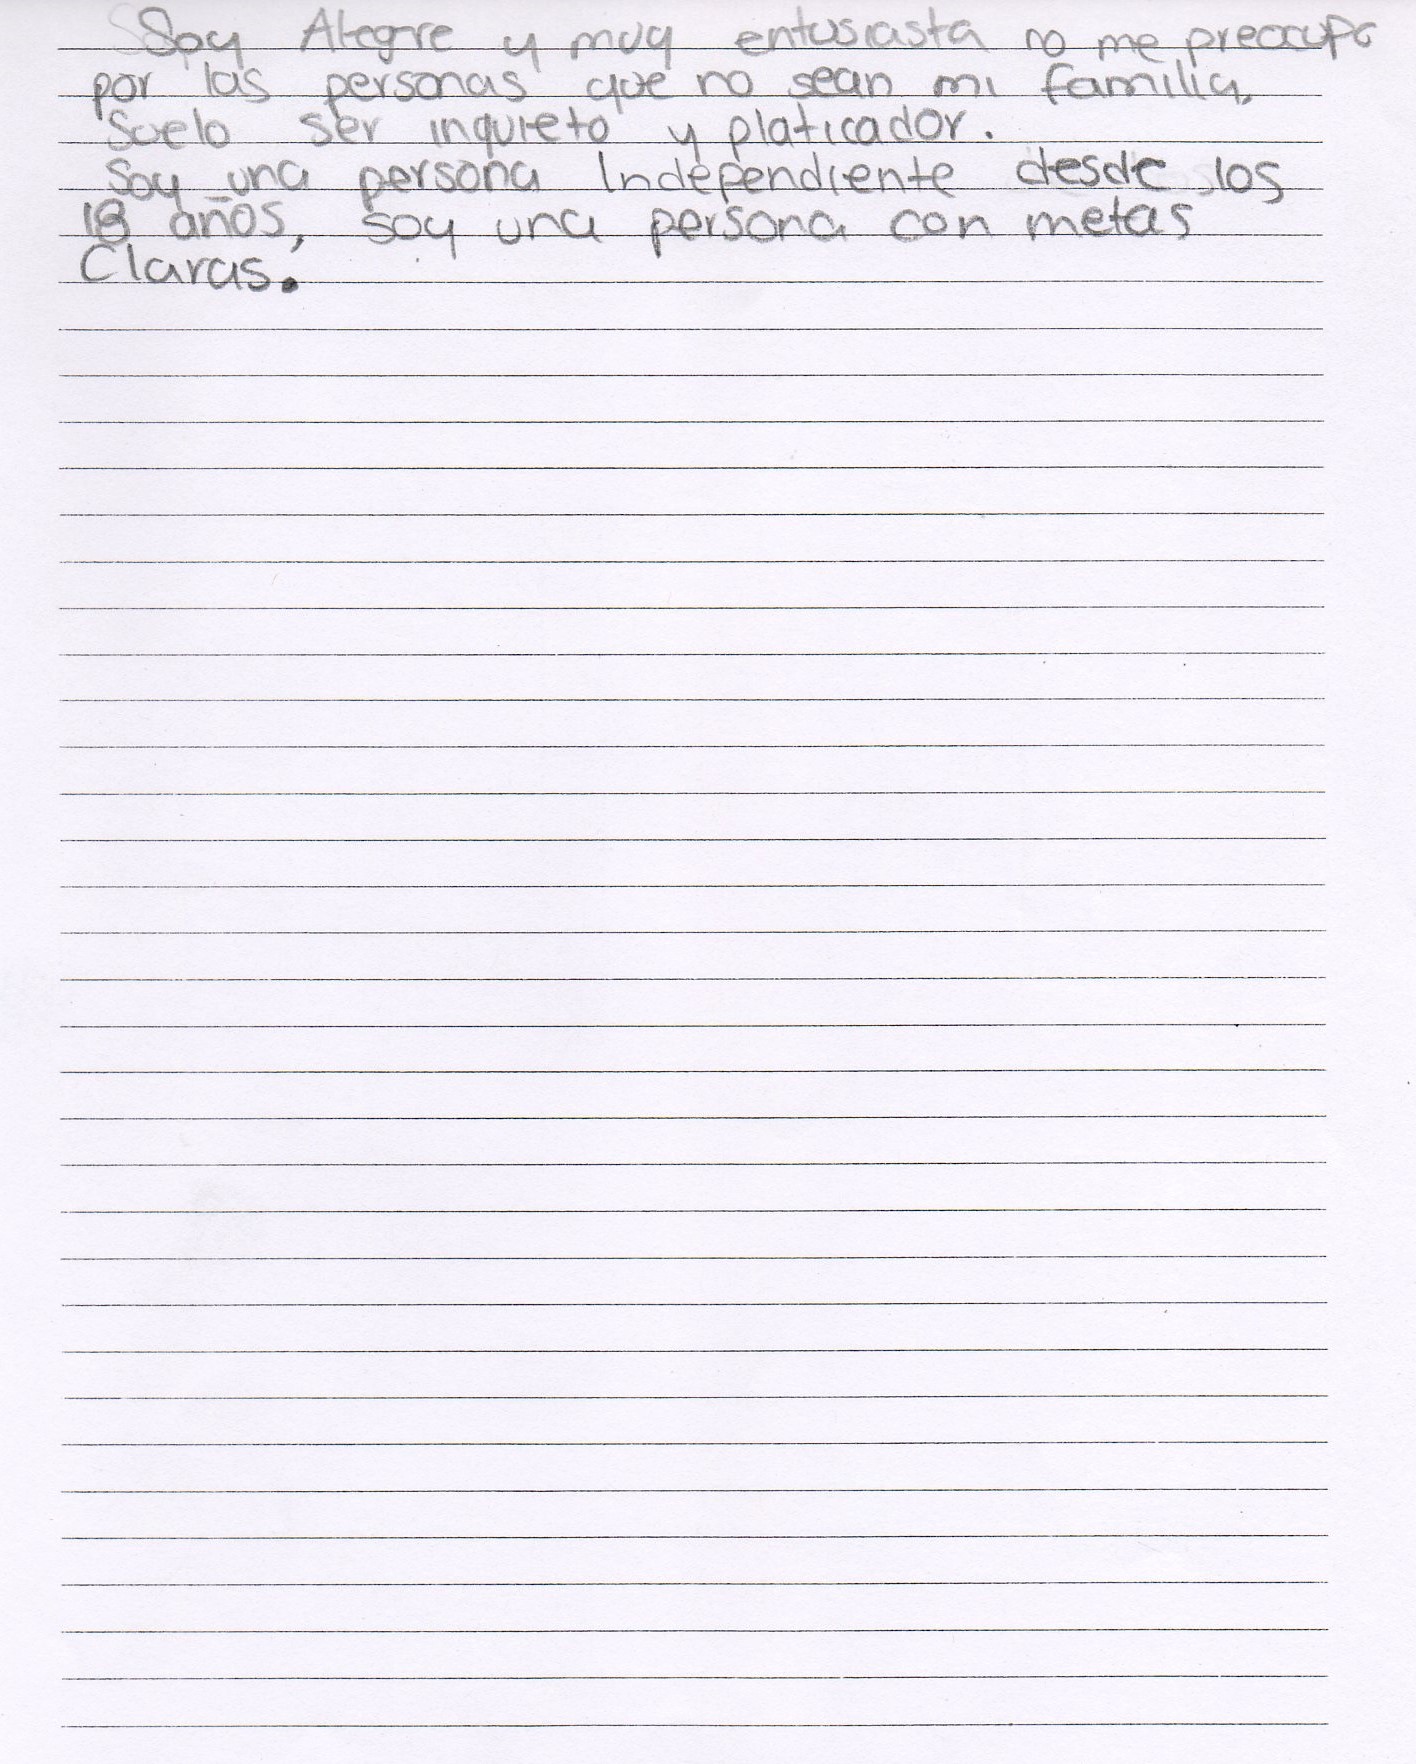 Soy Alegre y muy entusiasta no me preocupo
por las personas que no sean mi familia.
Suelo ser inquieto y platicador.
Soy una persona Independiente desde los
18 años, soy una persona con metas
Claras.